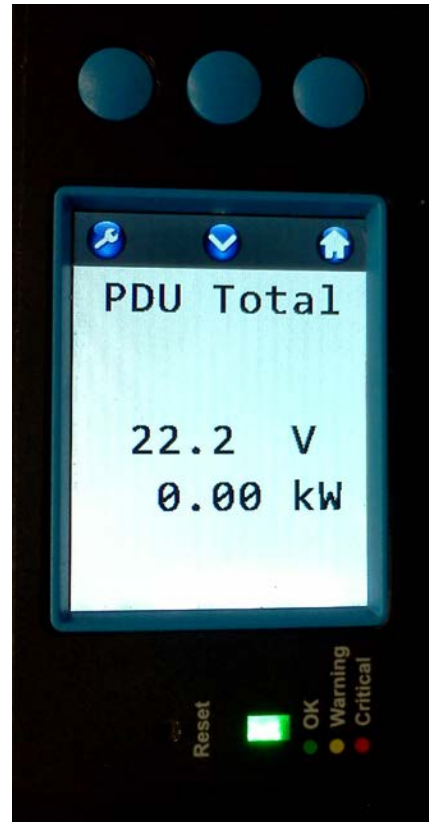 PDU Total
22.2 V
0.00 kW
Reset
OK
Warning
Critical